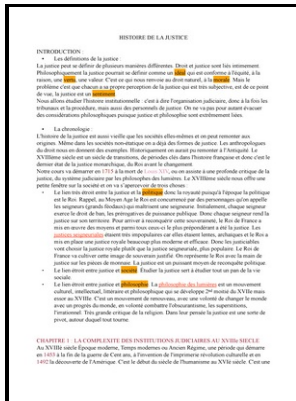 HISTOIRE DE LA JUSTICE
INTRODUCTION
• Les définitions de la justice :
La justice peut se définir de plusieurs manières différentes. Droit et justice sont liés intimement
Philosophiquement la justice pourrait se définir comme un idéal qui est conforme à l'équité, à la
raison, une vertu, une valeur. C'est ce qui nous renvoie au droit naturel, à la morale. Mais le
problème c'est que chacun a sa propre perception de la justice qui est très subjective, est de ce point
de vue, la justice est un sentiment.
Nous allons étudier l'histoire institutionnelle : c'est à dire l'organisation judiciaire, donc à la fois les
tribunaux et la procédure, mais aussi des personnels de justice. On ne va pas pour autant évacuer
des considérations philosophiques puisque justice et philosophie sont extrêmement liées.
• La chronologie :
L'histoire de la justice est aussi vieille que les sociétés elles-mêmes et on peut remonter aux
origines. Même dans les sociétés non-étatique on a déjà des formes de justice. Les anthropologues
du droit nous en donnent des exemples. Historiquement on aurait pu remonter à l'Antiquité. Le
XVIIIème siècle est un siècle de transitions, de périodes clés dans l'Histoire française et donc c'est le
dernier état de la justice monarchique, du Roi avant le changement.
Notre cours va démarrer en 1715 à la mort de Louis XIV, ou on assiste à une profonde critique de la
justice, du système judiciaire par les philosophes des lumières. Le XVIIIème siècle nous offre une
petite fenêtre sur la société et on va s'apercevoir de trois choses :
• Le lien très étroit entre la justice et la politique donc la royauté puisqu'à l'époque la politique
est le Roi. Rappel, au Moyen Age le Roi est concurrencé par des personnages qu'on appelle
les seigneurs (grands féodaux) qui maîtrisent une seigneurie. Initialement, chaque seigneur
exerce le droit de ban, les prérogatives de puissance publique. Donc chaque seigneur rend la
justice sur son territoire. Pour arriver à reconquérir cette souveraineté, le Roi de France a
mis en œuvre des moyens et parmi tous ceux-ci le plus prépondérant a été la justice. Les
justices seigneuriales étaient très impopulaires car elles étaient lentes, archaïques et le Roi a
mis en place une justice royale beaucoup plus moderne et efficace. Donc les justiciables
vont choisir la justice royale plutôt que la justice seigneuriale, plus populaire. Le Roi de
France va cultiver cette image de souverain justifié. On représente le Roi avec la main de
justice sur les pièces de monnaie. La justice est un puissant moyen de reconquête politique.
• Le lien étroit entre justice et société. Étudier la justice sert à étudier tout un pan de la vie
sociale.
• Le lien étroit entre justice et philosophie. La philosophie des lumières est un mouvement
culturel, intellectuel, littéraire et philosophique qui se développe 2nd moitié du XVIIe mais
essor au XVIIIe. C'est un mouvement de renouveau, avec une volonté de changer le monde
avec un progrès du monde, en volonté combattre l'obscurantisme, les superstitions,
l'irrationnel. Très grande critique de la religion. Dans leur pensée la justice est une sorte de
pivot, autour duquel tout tourne.
CHAPITRE 1 LA COMPLEXITE DES INSTITUTIONS JUDICIAIRES AU XVIIIe SIECLE
Au XVIIIe siècle Époque moderne, Temps modernes ou Ancien Régime, une période qui démarre
en 1453 à la fin de la guerre de Cent ans, à l'invention de l'imprimerie révolution culturelle et en
1492 la découverte de l'Amérique. C'est le début du siècle de l'humanisme au XVIe siècle. C'est une